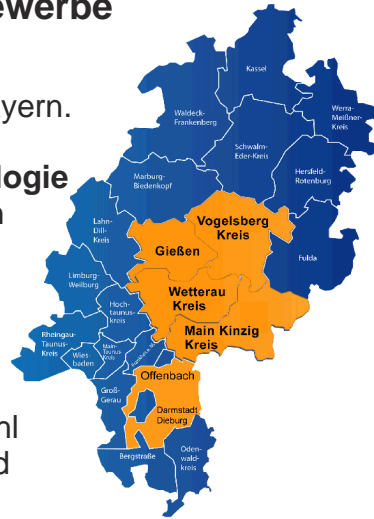 ewerbe
yern.
logie
n
hl
d
Kassel
Waldeck-
Frankenberg
Werra-
Meißner-
Kreis
Schwalm-
Eder-Kreis
Hersfeld-
Rotenburg
Marburg-
Biedenkopf
Lahn-
Dill-
Kreis
Vogelsberg
Kreis
Gießen
Fulda
Limburg-
Weilburg
Wetterau
Kreis
Hoch-
taunus-
kreis
Main Kinzig
Kreis
Rheingau-
Taunus-
Kreis
Wies-
baden
Main-
Taunus
Kreis
Offenbach
Groß-
Gerau
Darmstadt
Dieburg
Bergstraße
Oden-
wald-
kreis